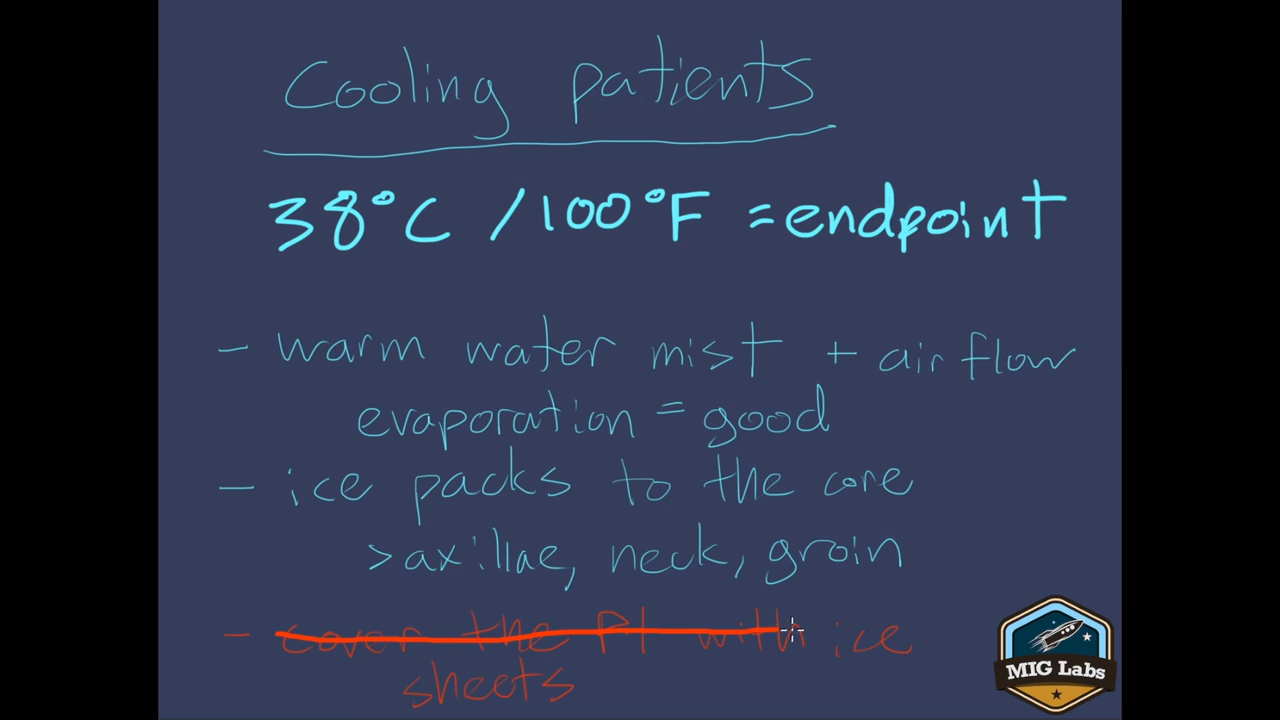 Cooling patients
38°C / 100°F = endpoint
- warm water mist + air flow
evaporation = good
- ice packs to the core
> axillae, neck, groin
- cover the Pt with ice
sheets
MIG Labs